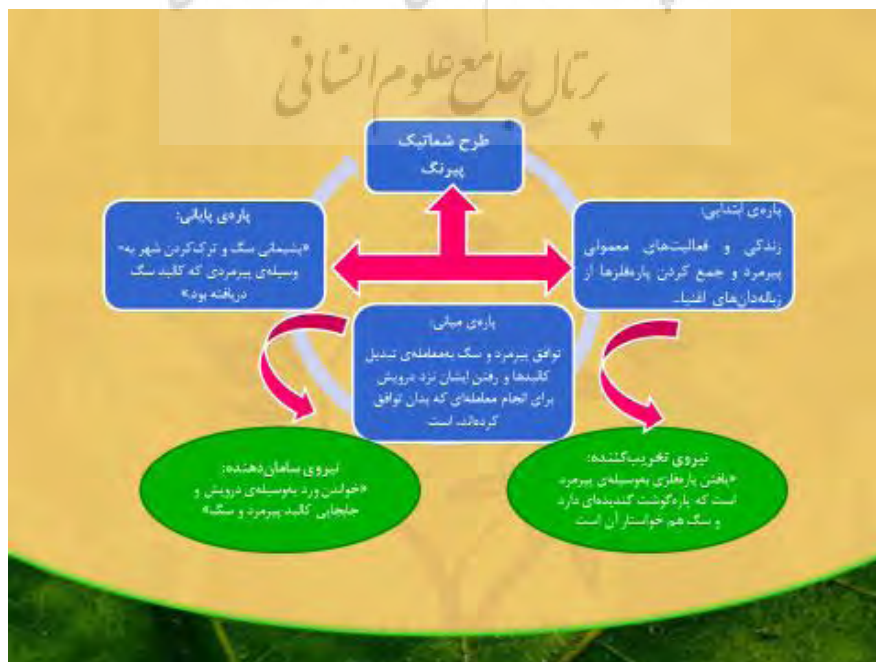 پرتال جامع علوم انسانی
طرح شماتیک
پیرنگ
پاره‌ی ابتدایی:
زندگی و فعالیت‌های معمولی
پیرمرد و جمع کردن پاره‌فلزها از
زباله‌دان‌های اغنیاء.
پاره‌ی پایانی:
«پشیمانی سگ و ترک‌کردن شهر به-
وسیله‌ی پیرمردی که کالبد سگ
دریافته بود.»
پاره‌ی میانی:
توافق پیرمرد و سگ به‌معامله‌ی تبدیل
کالبدها و رفتن ایشان نزد درویش
برای انجام معامله‌ای که بدان توافق
کرده‌اند، است
نیروی تخریب‌کننده:
«یافتن پاره‌فلزی به‌وسیله‌ی پیرمرد
است که پاره‌گوشت گندیده‌ای دارد
و سگ هم خواستار آن است
نیروی سامان‌دهنده:
«خواندن ورد به‌وسیله‌ی درویش و
جابجایی کالبد پیرمرد و سگ»